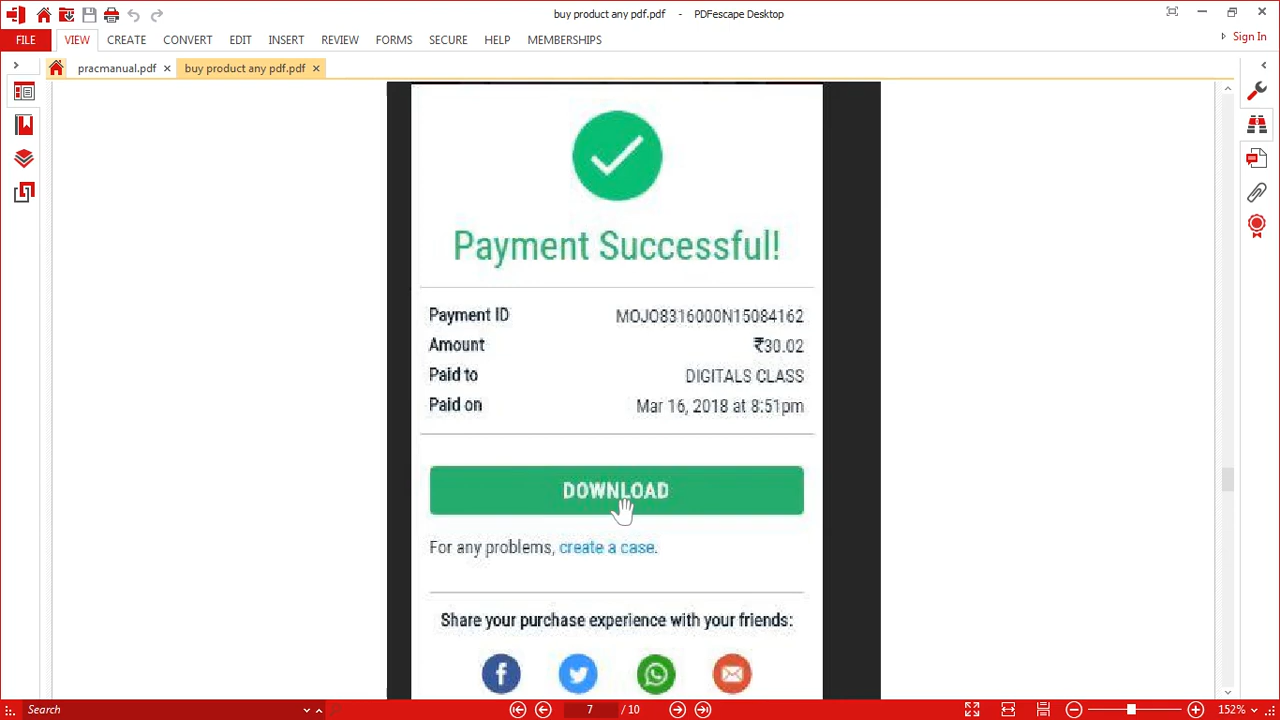 buy product any pdf.pdf - PDFescape Desktop
FILE VIEW CREATE CONVERT EDIT INSERT REVIEW FORMS SECURE HELP MEMBERSHIPS Sign In
pracmanual.pdf buy product any pdf.pdf
Payment Successful!
Payment ID MOJO8316000N15084162
Amount ₹30.02
Paid to DIGITALS CLASS
Paid on Mar 16, 2018 at 8:51pm
DOWNLOAD
For any problems, create a case.
Share your purchase experience with your friends:
Search 7 / 10 152%